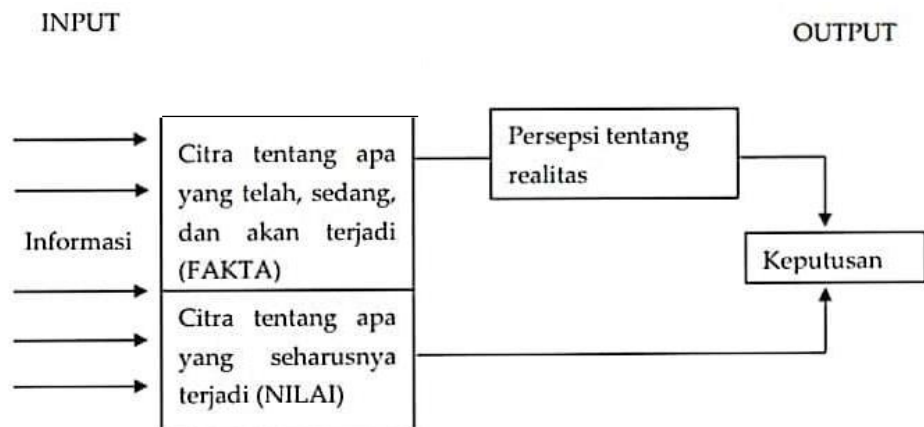 INPUT
OUTPUT
Informasi
Citra tentang apa
yang telah, sedang,
dan akan terjadi
(FAKTA)
Citra tentang apa
yang seharusnya
terjadi (NILAI)
Persepsi tentang
realitas
Keputusan